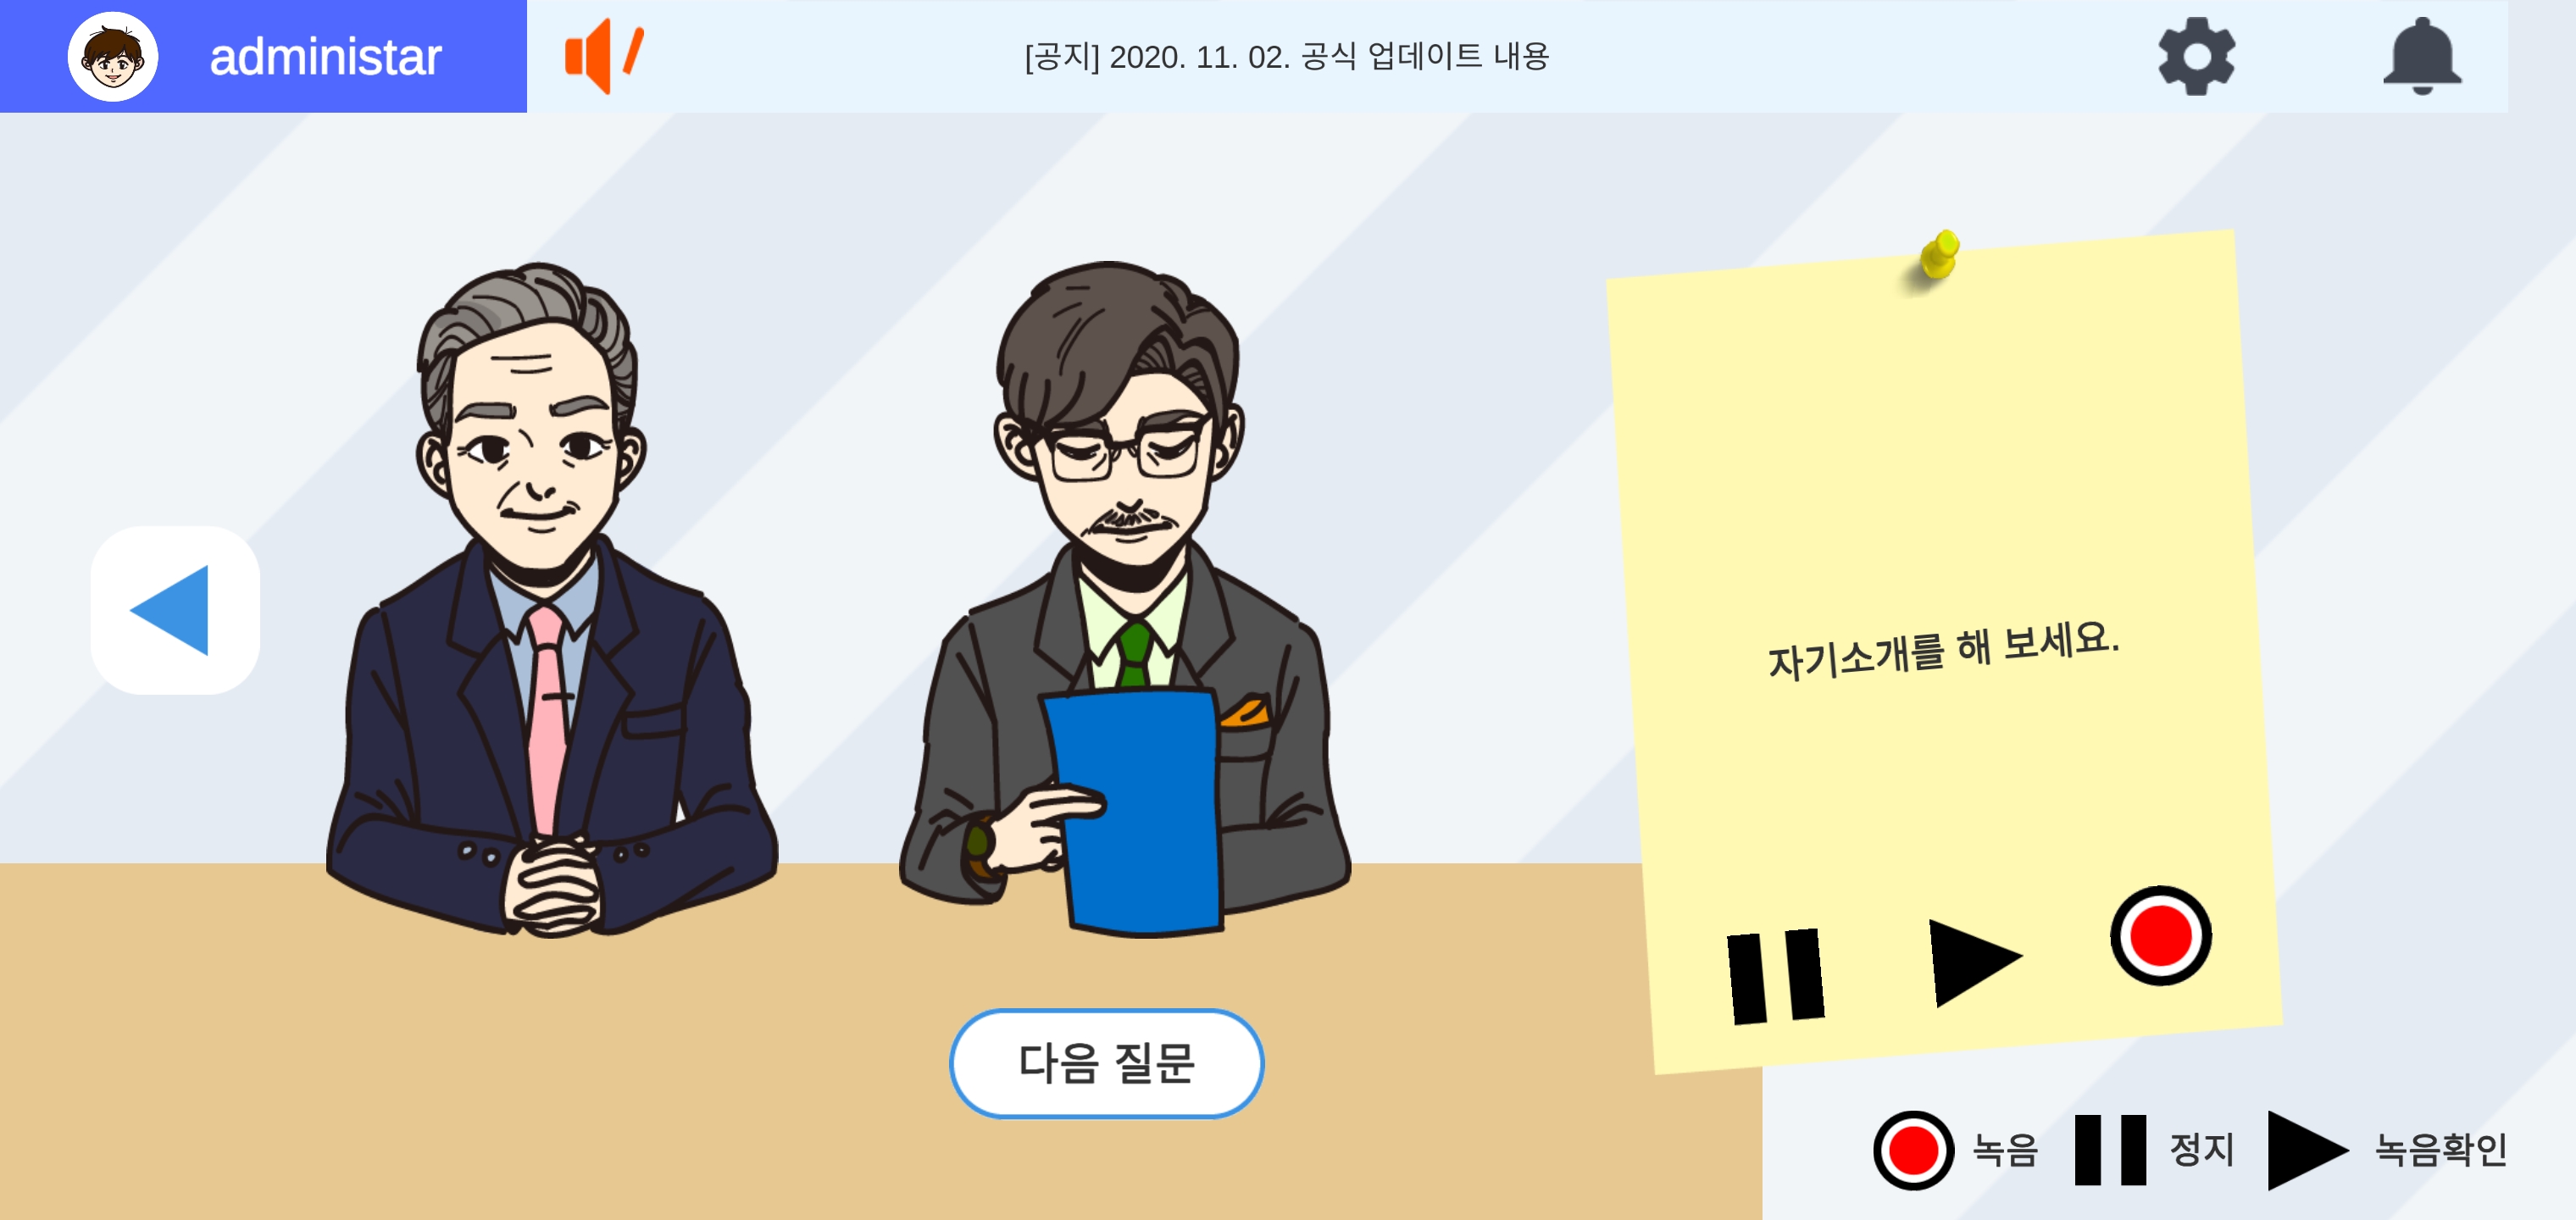 administar
[공지] 2020. 11. 02. 공식 업데이트 내용
자기소개를 해 보세요.
다음 질문
녹음 정지 녹음확인